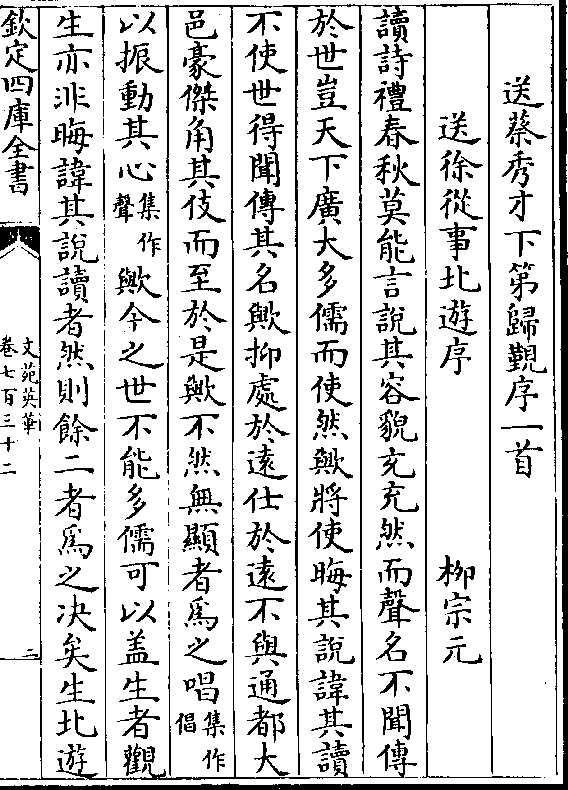 送蔡秀才下第歸覲序一首
送徐從事北遊序　柳宗元
讀詩禮春秋莫能言說其容貌充充然而聲名不聞傳
於世豈天下廣大多儒而使然歟將使晦其說諱其讀
不使世得聞傳其名歟抑處於遠仕於遠不與通都大
邑豪傑角其伎而至於是歟不然無顯者爲之唱集作倡
以振動其心集作聲歟今之世不能多儒可以盖生者觀
生亦非晦諱其說讀者然則餘二者爲之决矣生北遊
欽定四庫全書
文苑英華
卷七百三十二
三